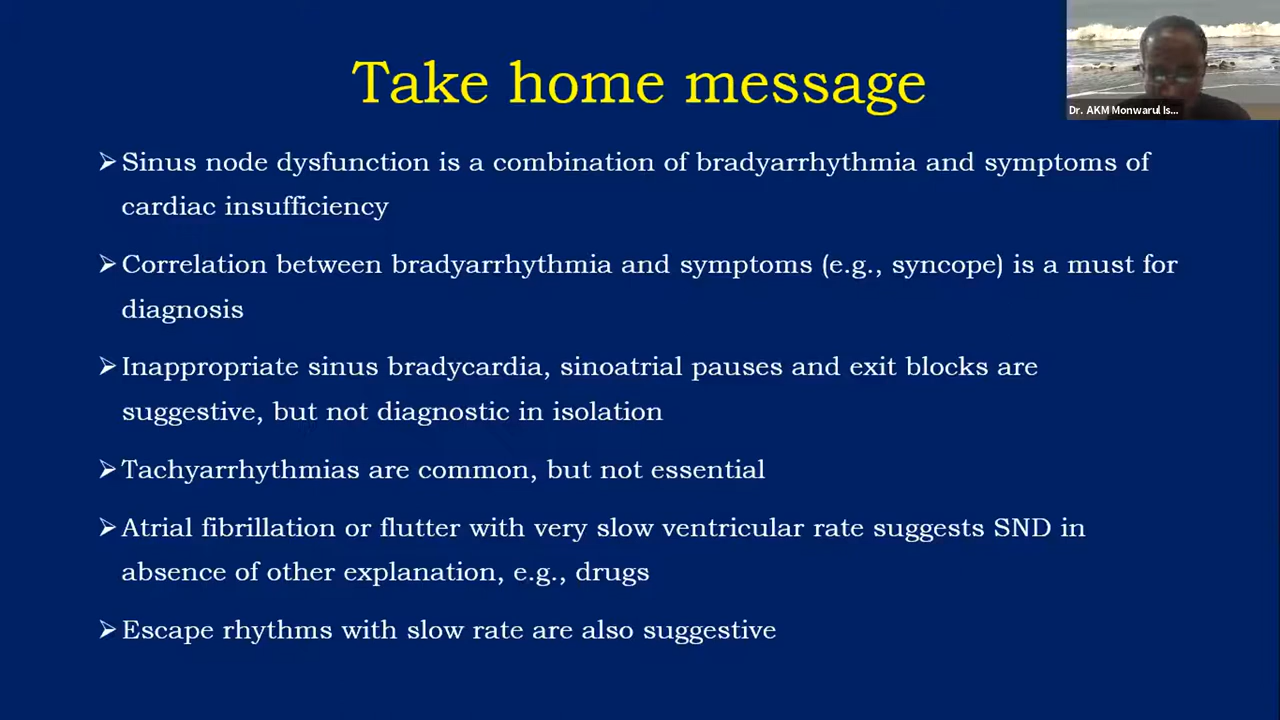 Take home message
Dr. AKM Monwarul Is...
➢Sinus node dysfunction is a combination of bradyarrhythmia and symptoms of
cardiac insufficiency
➢Correlation between bradyarrhythmia and symptoms (e.g., syncope) is a must for
diagnosis
➢Inappropriate sinus bradycardia, sinoatrial pauses and exit blocks are
suggestive, but not diagnostic in isolation
➢Tachyarrhythmias are common, but not essential
➢Atrial fibrillation or flutter with very slow ventricular rate suggests SND in
absence of other explanation, e.g., drugs
➢Escape rhythms with slow rate are also suggestive